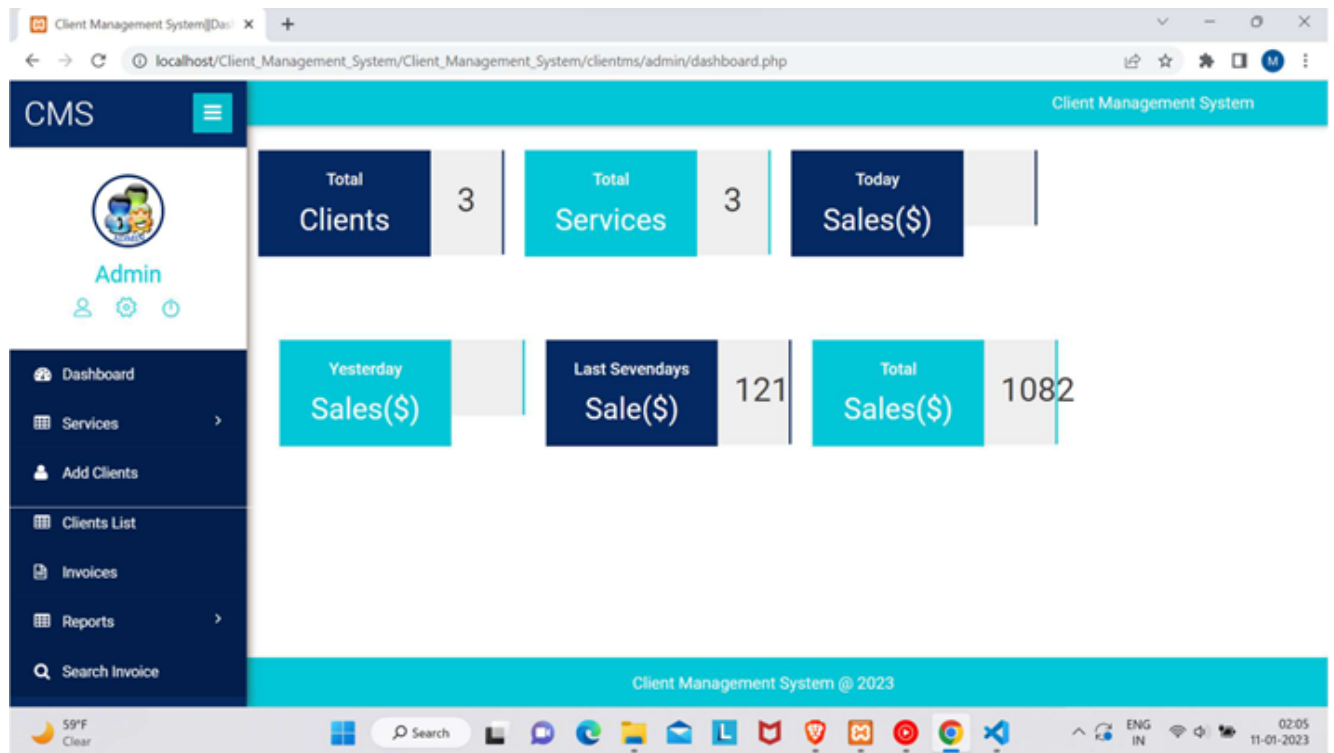 Client Management System||Das
localhost/Client_Management_System/Client_Management_System/clientms/admin/dashboard.php
M
CMS
Client Management System
ADMIN
Admin
Dashboard
Services
Add Clients
Clients List
Invoices
Reports
Search Invoice
Total
Clients
3
Total
Services
3
Today
Sales($)
Yesterday
Sales($)
Last Sevendays
Sale($)
121
Total
Sales($)
1082
Client Management System @ 2023
59°F
Clear
Search
L
ENG
IN
02:05
11-01-2023